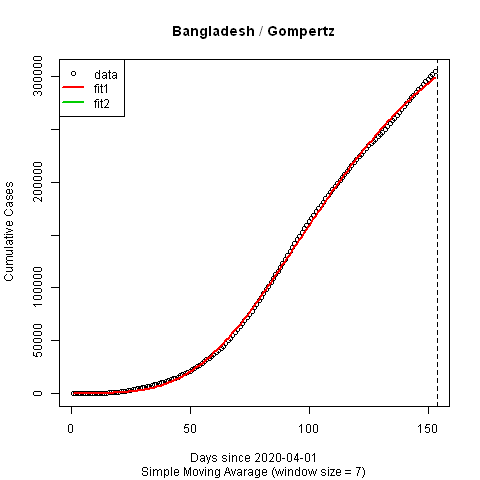 Bangladesh / Gompertz
data
fit1
fit2
Cumulative Cases
300000
200000
100000
50000
0
0
50
100
150
Days since 2020-04-01
Simple Moving Avarage (window size = 7)